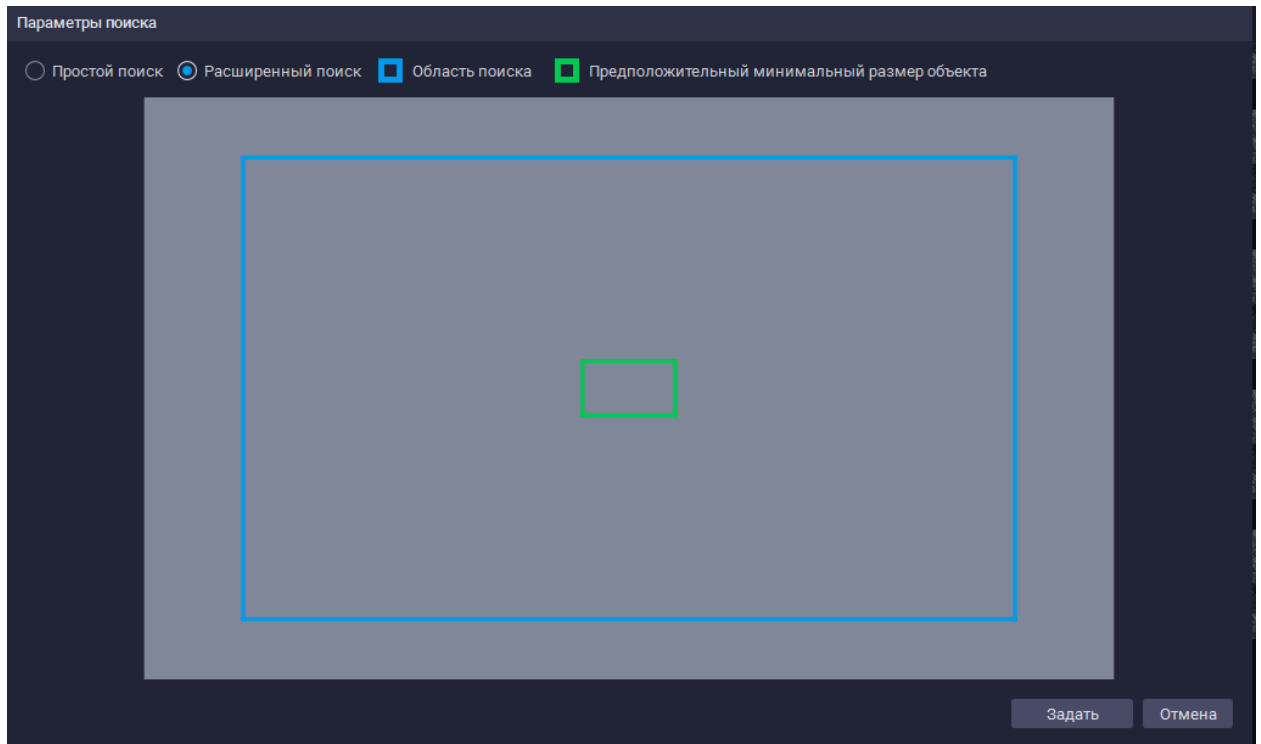 Параметры поиска
Простой поиск Расширенный поиск Область поиска Предположительный минимальный размер объекта
Задать Отмена